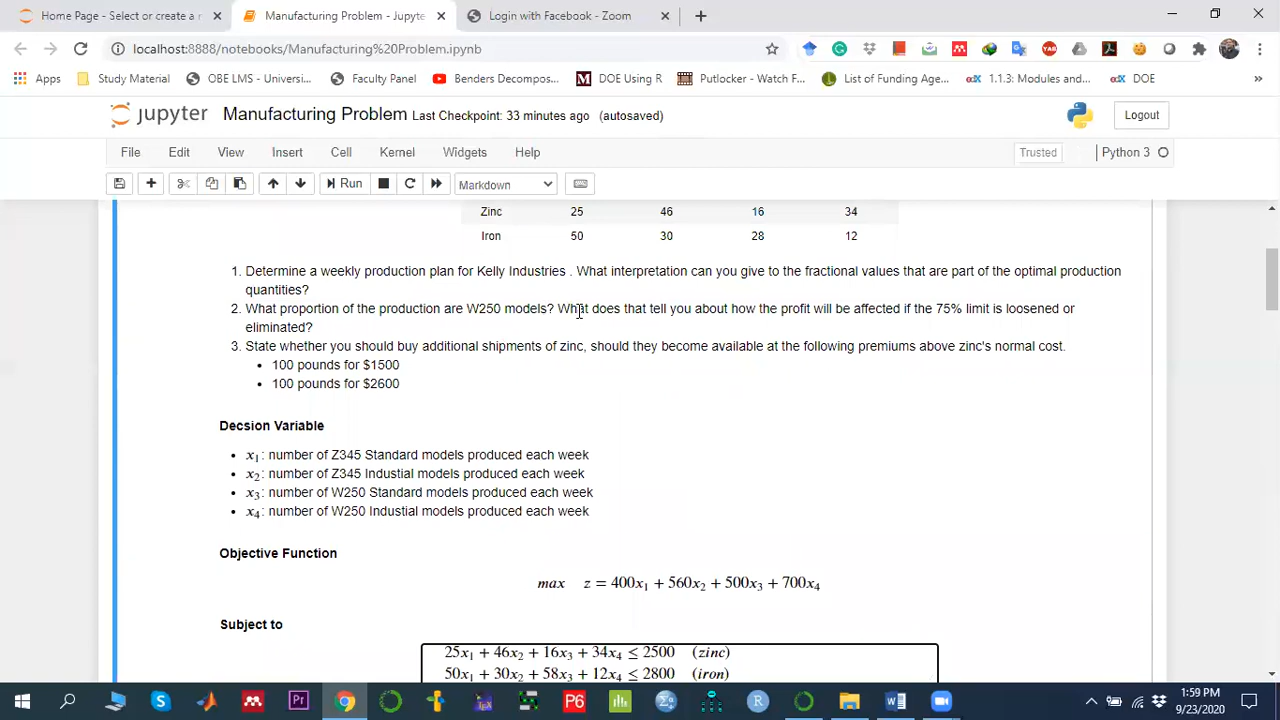 Home Page - Select or create a r
Manufacturing Problem - Jupyte
Login with Facebook - Zoom
localhost:8888/notebooks/Manufacturing%20Problem.ipynb
Apps
Study Material
OBE LMS - Universi...
Faculty Panel
Benders Decompos...
DOE Using R
Putlocker - Watch F...
List of Funding Age...
1.1.3: Modules and...
DOE
jupyter Manufacturing Problem Last Checkpoint: 33 minutes ago (autosaved)
Logout
File Edit View Insert Cell Kernel Widgets Help
Trusted
Python 3
Run
Markdown
Zinc 25 46 16 34
Iron 50 30 28 12
1. Determine a weekly production plan for Kelly Industries . What interpretation can you give to the fractional values that are part of the optimal production
quantities?
2. What proportion of the production are W250 models? What does that tell you about how the profit will be affected if the 75% limit is loosened or
eliminated?
3. State whether you should buy additional shipments of zinc, should they become available at the following premiums above zinc's normal cost.
• 100 pounds for $1500
• 100 pounds for $2600
Decsion Variable
• x₁: number of Z345 Standard models produced each week
• x₂: number of Z345 Industial models produced each week
• x₃: number of W250 Standard models produced each week
• x₄: number of W250 Industial models produced each week
Objective Function
max z = 400x₁ + 560x₂ + 500x₃ + 700x₄
Subject to
25x₁ + 46x₂ + 16x₃ + 34x₄ ≤ 2500 (zinc)
50x₁ + 30x₂ + 58x₃ + 12x₄ ≤ 2800 (iron)
1:59 PM
9/23/2020